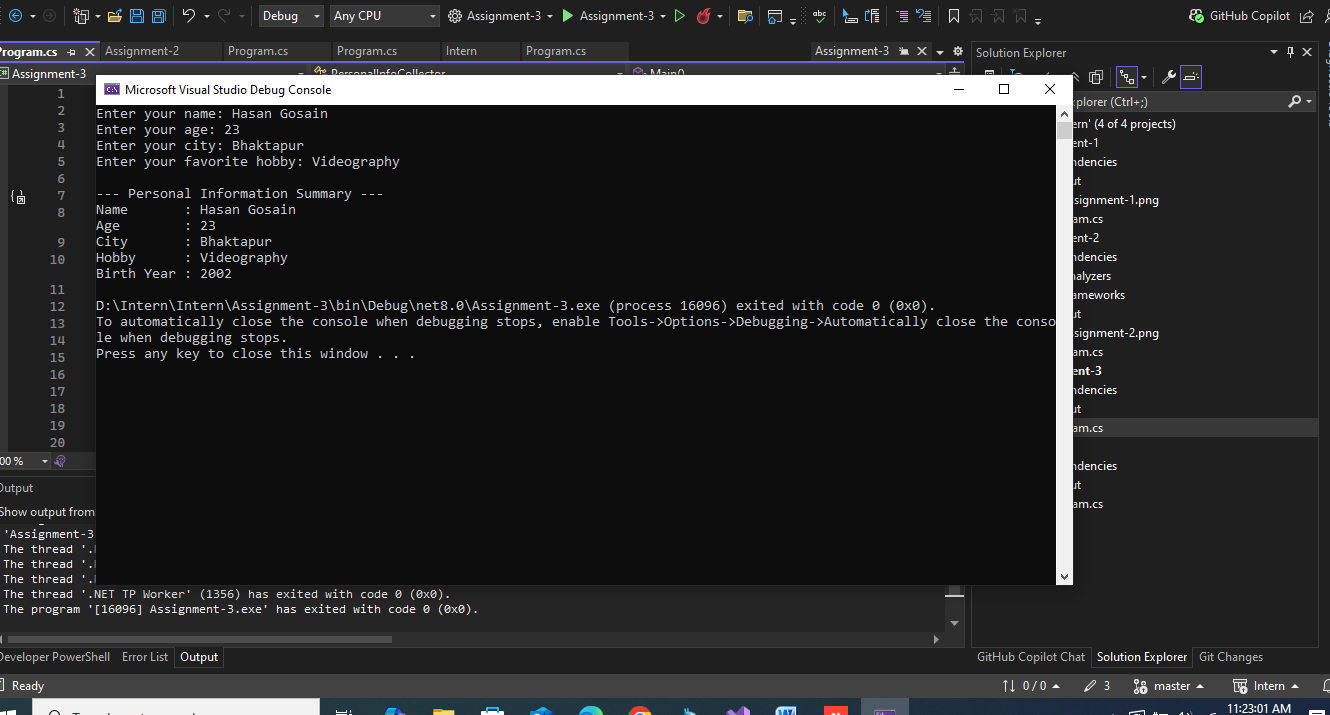 Debug
Any CPU
Assignment-3
Assignment-3
GitHub Copilot
Program.cs
Assignment-2
Program.cs
Program.cs
Intern
Program.cs
Assignment-3
Solution Explorer
Assignment-3
PersonalInfoCollector
Main()
Microsoft Visual Studio Debug Console
Enter your name: Hasan Gosain
Enter your age: 23
Enter your city: Bhaktapur
Enter your favorite hobby: Videography
--- Personal Information Summary ---
Name : Hasan Gosain
Age : 23
City : Bhaktapur
Hobby : Videography
Birth Year : 2002
D:\Intern\Intern\Assignment-3\bin\Debug\net8.0\Assignment-3.exe (process 16096) exited with code 0 (0x0).
To automatically close the console when debugging stops, enable Tools->Options->Debugging->Automatically close the conso
le when debugging stops.
Press any key to close this window . . .
1
2
3
4
5
6
7
8
9
10
11
12
13
14
15
16
17
18
19
20
plorer (Ctrl+;)
ern' (4 of 4 projects)
ent-1
ndencies
ut
ssignment-1.png
am.cs
ent-2
ndencies
nalyzers
ameworks
ut
ssignment-2.png
am.cs
ent-3
ndencies
ut
am.cs
ndencies
ut
am.cs
00 %
Output
Show output from
'Assignment-3
The thread '.
The thread '.
The thread '.
The thread '.NET TP Worker' (1356) has exited with code 0 (0x0).
The program '[16096] Assignment-3.exe' has exited with code 0 (0x0).
Developer PowerShell
Error List
Output
GitHub Copilot Chat
Solution Explorer
Git Changes
Ready
0 / 0
3
master
Intern
11:23:01 AM